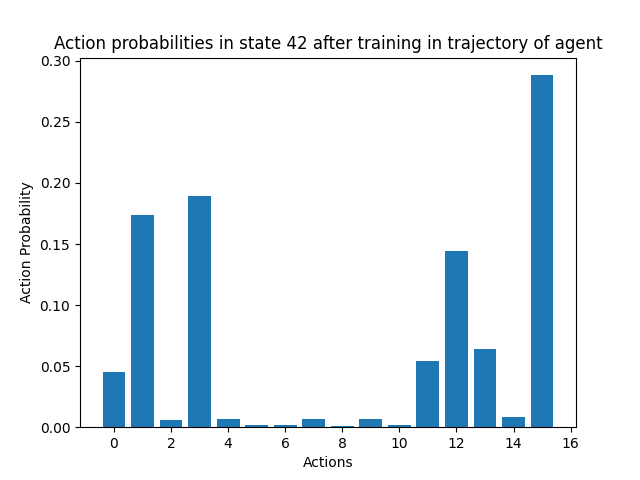 Action probabilities in state 42 after training in trajectory of agent
0.30
0.25
0.20
0.15
0.10
0.05
0.00
Action Probability
0 2 4 6 8 10 12 14 16
Actions